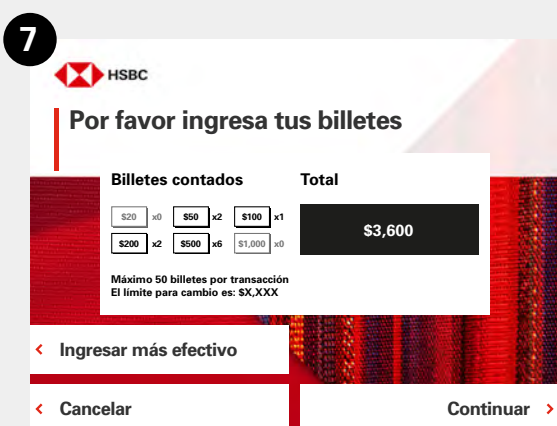 7
HSBC
Por favor ingresa tus billetes
Billetes contados
Total
$20 x0 $50 x2 $100 x1
$200 x2 $500 x6 $1,000 x0
$3,600
Máximo 50 billetes por transacción
El límite para cambio es: $X,XXX
Ingresar más efectivo
Cancelar
Continuar